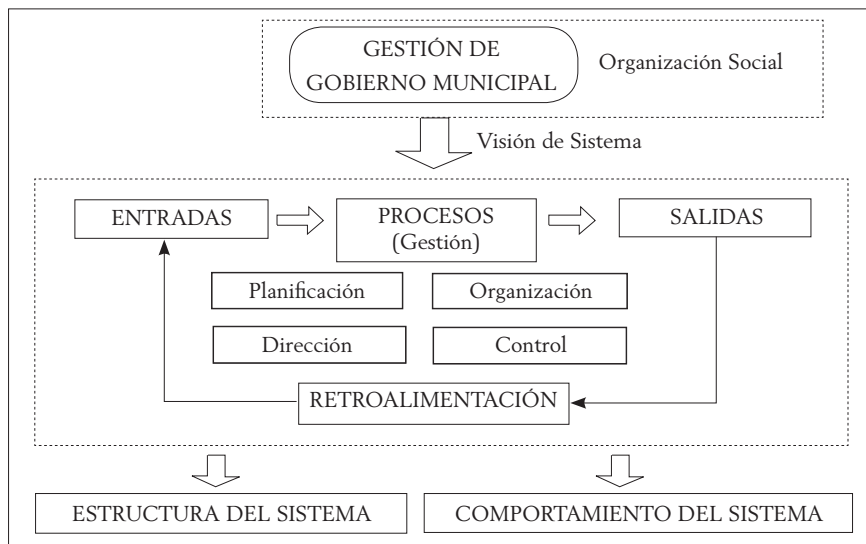 GESTIÓN DE
GOBIERNO MUNICIPAL
Organización Social
Visión de Sistema
ENTRADAS
PROCESOS
(Gestión)
SALIDAS
Planificación
Organización
Dirección
Control
RETROALIMENTACIÓN
ESTRUCTURA DEL SISTEMA
COMPORTAMIENTO DEL SISTEMA